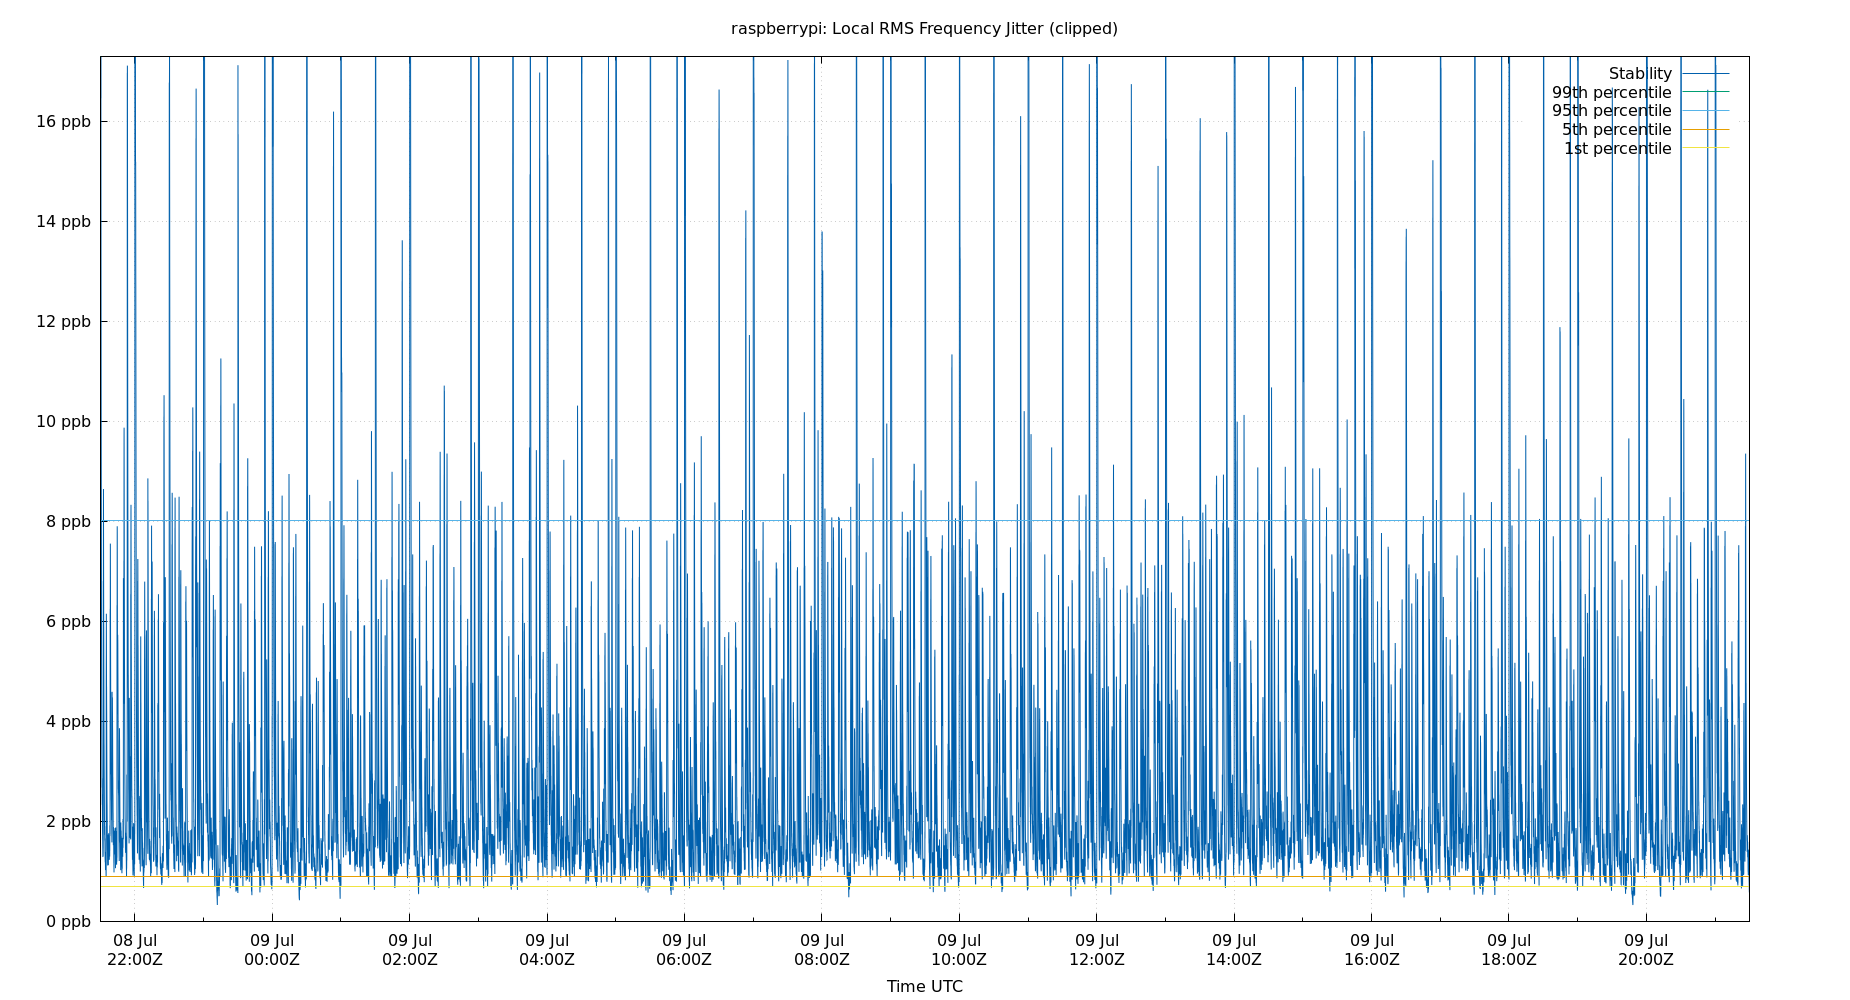 raspberrypi: Local RMS Frequency Jitter (clipped)
Stability
99th percentile
95th percentile
5th percentile
1st percentile
16 ppb
14 ppb
12 ppb
10 ppb
8 ppb
6 ppb
4 ppb
2 ppb
0 ppb
08 Jul 09 Jul 09 Jul 09 Jul 09 Jul 09 Jul 09 Jul 09 Jul 09 Jul 09 Jul 09 Jul 09 Jul
22:00Z 00:00Z 02:00Z 04:00Z 06:00Z 08:00Z 10:00Z 12:00Z 14:00Z 16:00Z 18:00Z 20:00Z
Time UTC